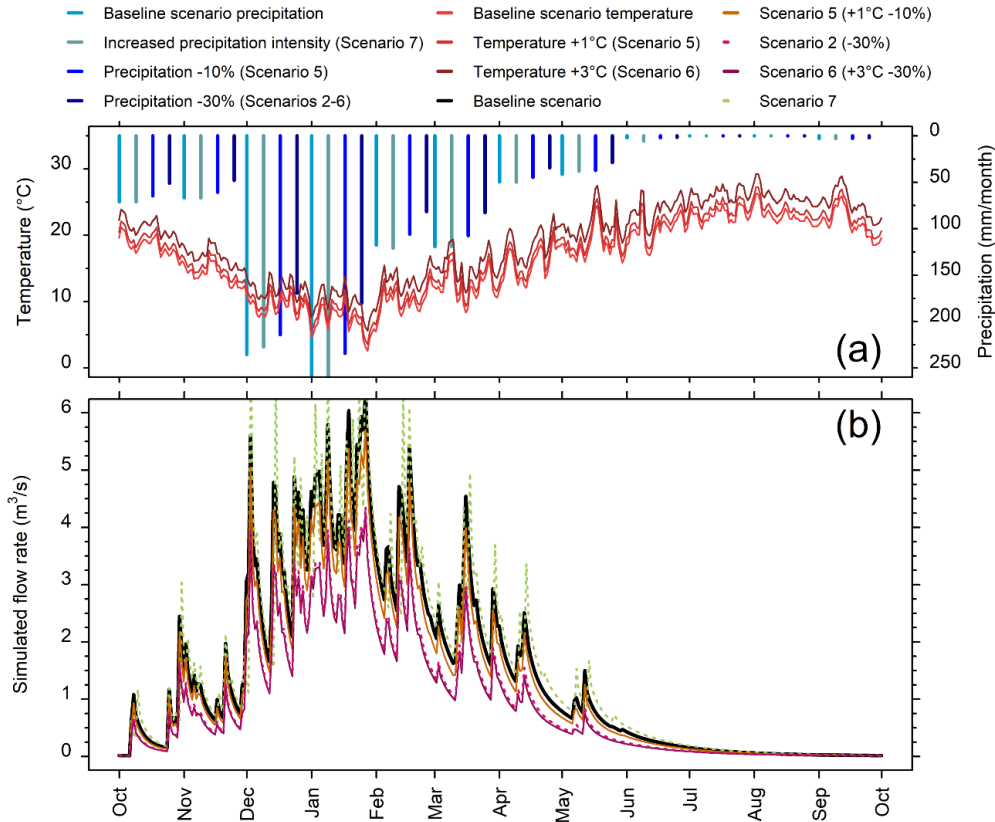 Baseline scenario precipitation
Increased precipitation intensity (Scenario 7)
Precipitation -10% (Scenario 5)
Precipitation -30% (Scenarios 2-6)
Baseline scenario temperature
Temperature +1°C (Scenario 5)
Temperature +3°C (Scenario 6)
Baseline scenario
Scenario 5 (+1°C -10%)
Scenario 2 (-30%)
Scenario 6 (+3°C -30%)
Scenario 7
Temperature (°C)
30
20
10
0
(a)
0
50
100
150
200
250
Precipitation (mm/month)
Simulated flow rate (m³/s)
6
5
4
3
2
1
0
(b)
Oct
Nov
Dec
Jan
Feb
Mar
Apr
May
Jun
Jul
Aug
Sep
Oct